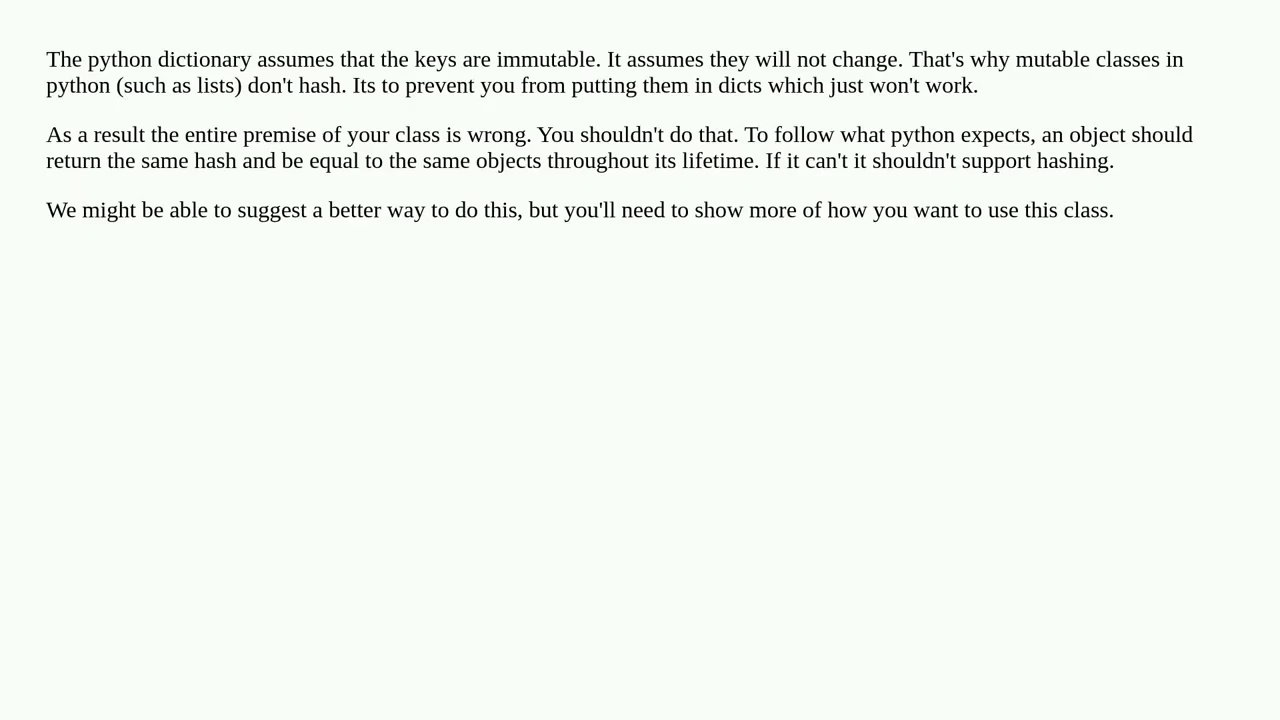 The python dictionary assumes that the keys are immutable. It assumes they will not change. That's why mutable classes in
python (such as lists) don't hash. Its to prevent you from putting them in dicts which just won't work.
As a result the entire premise of your class is wrong. You shouldn't do that. To follow what python expects, an object should
return the same hash and be equal to the same objects throughout its lifetime. If it can't it shouldn't support hashing.
We might be able to suggest a better way to do this, but you'll need to show more of how you want to use this class.